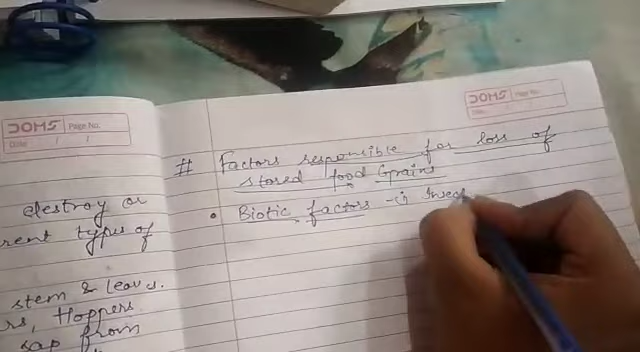 DOMS Page No.
Date / /
destroy or
rent types of
stem & leaves.
rs, Hoppers
sap from
DOMS Page No.
Date / /
# Factors responsible for loss of
stored food Grains
• Biotic factors - i)